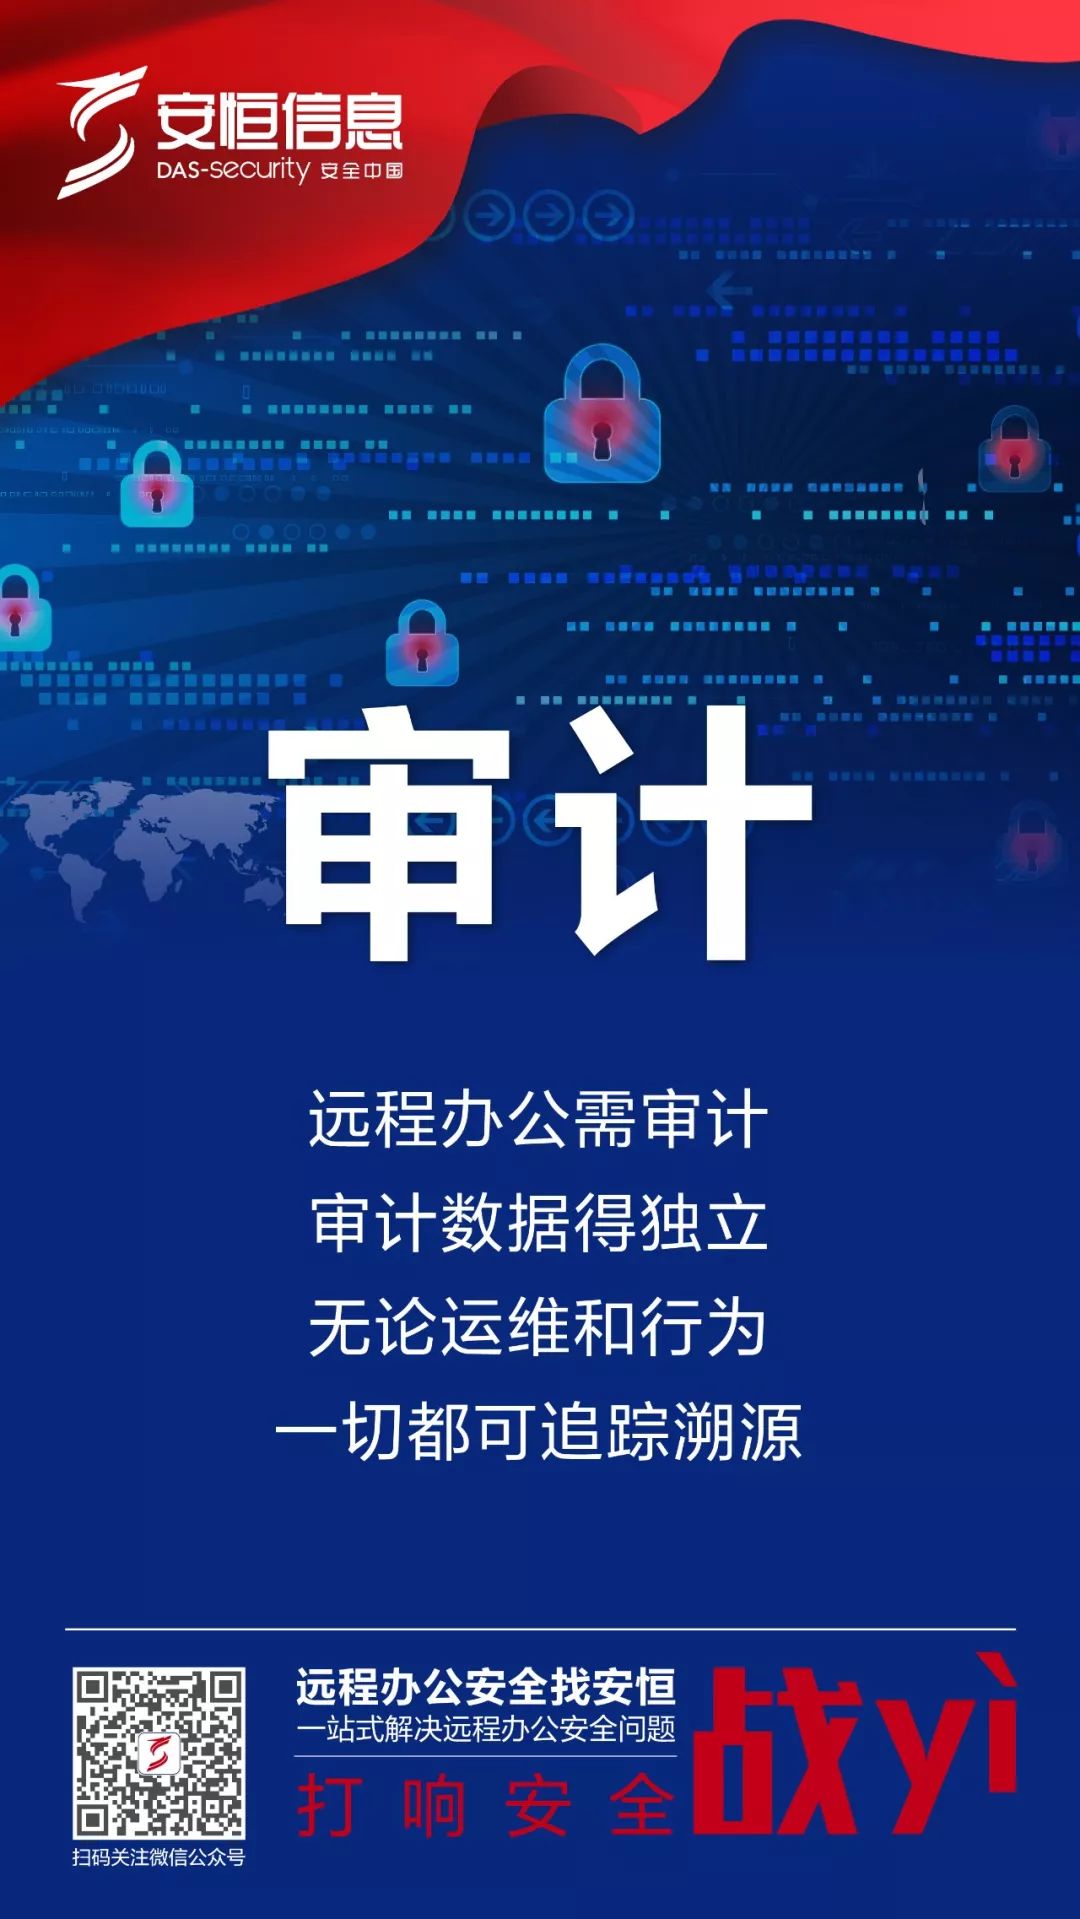 安恒信息
DAS-security 安全中国
审计
远程办公需审计
审计数据得独立
无论运维和行为
一切都可追踪溯源
远程办公安全找安恒
一站式解决远程办公安全问题
打响安全战yì
扫码关注微信公众号